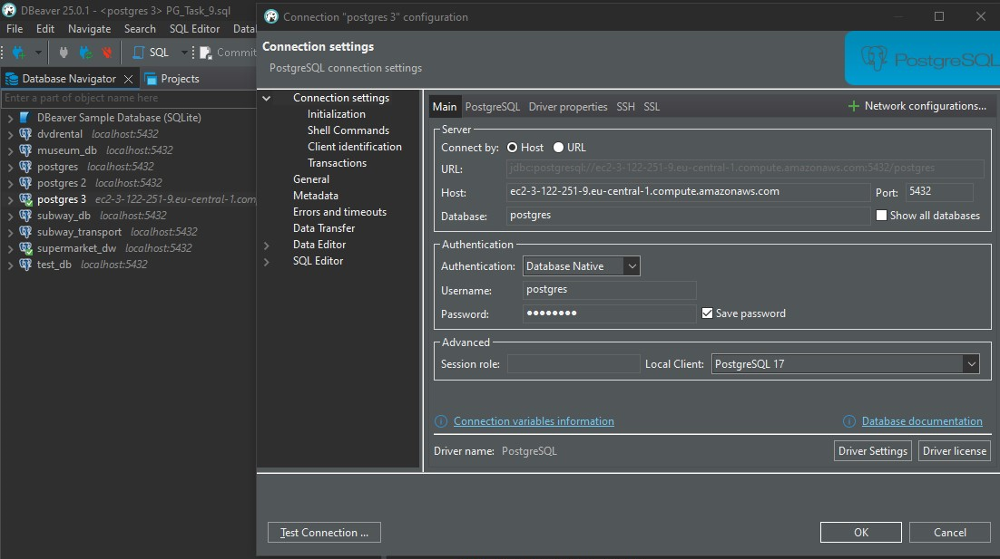 DBeaver 25.0.1 - <postgres 3> PG_Task_9.sql
File Edit Navigate Search SQL Editor
SQL Commit
Database Navigator Projects
Enter a part of object name here
DBeaver Sample Database (SQLite)
dvdrental localhost:5432
museum_db localhost:5432
postgres localhost:5432
postgres 2 localhost:5432
postgres 3 ec2-3-122-251-9.eu-central-1.com
subway_db localhost:5432
subway_transport localhost:5432
supermarket_dw localhost:5432
test_db localhost:5432
Connection "postgres 3" configuration
Connection settings
PostgreSQL connection settings
PostgreSQL
Connection settings
Initialization
Shell Commands
Client identification
Transactions
General
Metadata
Errors and timeouts
Data Transfer
Data Editor
SQL Editor
Main PostgreSQL Driver properties SSH SSL Network configurations...
Server
Connect by: Host URL
URL: jdbc:postgresql://ec2-3-122-251-9.eu-central-1.compute.amazonaws.com:5432/postgres
Host: ec2-3-122-251-9.eu-central-1.compute.amazonaws.com Port: 5432
Database: postgres Show all databases
Authentication
Authentication: Database Native
Username: postgres
Password: •••••••• Save password
Advanced
Session role: Local Client: PostgreSQL 17
Connection variables information Database documentation
Driver name: PostgreSQL Driver Settings Driver license
Test Connection ... OK Cancel